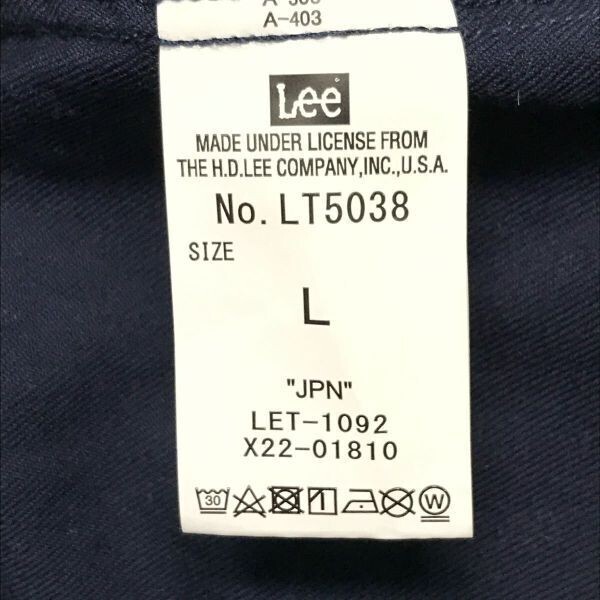 A-403
Lee
MADE UNDER LICENSE FROM
THE H.D.LEE COMPANY,INC.,U.S.A.
No. LT5038
SIZE
L
"JPN"
LET-1092
X22-01810
30
W